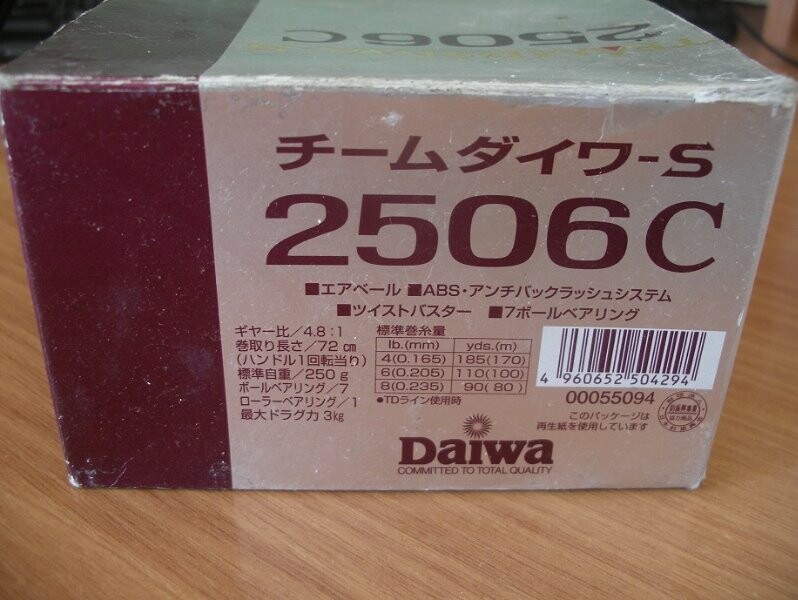 2506C
チームダイワ-S
2506C
■エアベール ■ABS・アンチバックラッシュシステム
■ツイストバスター ■7ボールベアリング
ギヤー比/4.8:1
巻取り長さ/72㎝
(ハンドル1回転当り)
標準自重/250g
ボールベアリング/7
ローラーベアリング/1
最大ドラグ力 3㎏
標準巻糸量
lb.(mm) yds.(m)
4(0.165) 185(170)
6(0.205) 110(100)
8(0.235) 90(80)
●TDライン使用時
4 960652 504294
00055094
このパッケージは
再生紙を使用しています
Daiwa
COMMITTED TO TOTAL QUALITY